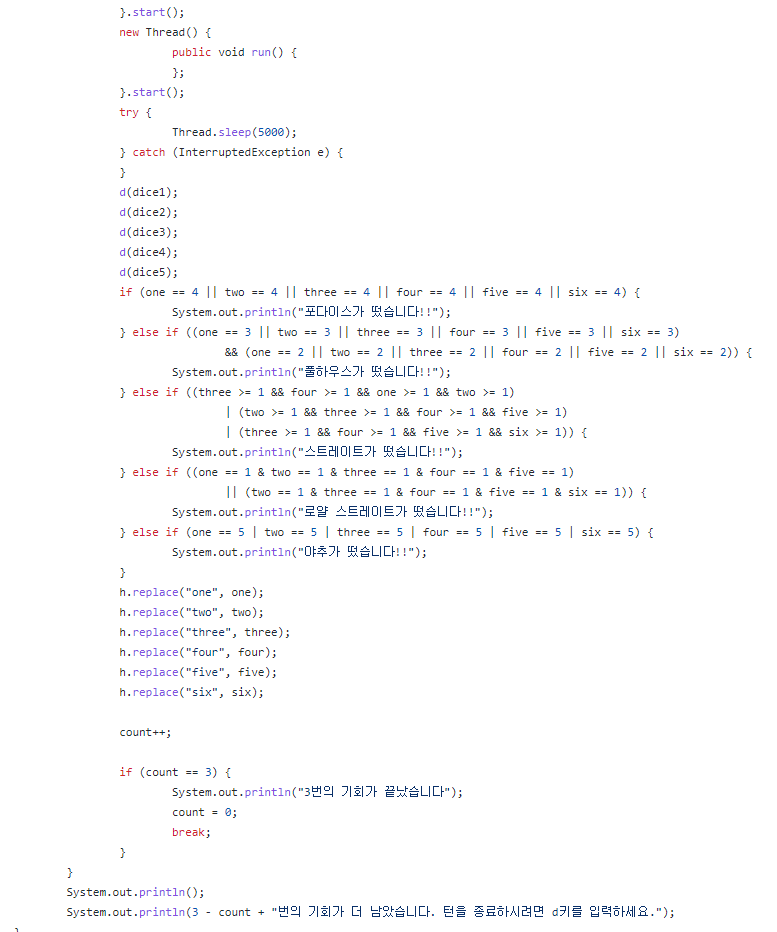 }.start();
new Thread() {
public void run() {
};
}.start();
try {
Thread.sleep(5000);
} catch (InterruptedException e) {
}
d(dice1);
d(dice2);
d(dice3);
d(dice4);
d(dice5);
if (one == 4 || two == 4 || three == 4 || four == 4 || five == 4 || six == 4) {
System.out.println("포다이스가 떴습니다!!");
} else if ((one == 3 || two == 3 || three == 3 || four == 3 || five == 3 || six == 3)
&& (one == 2 || two == 2 || three == 2 || four == 2 || five == 2 || six == 2)) {
System.out.println("풀하우스가 떴습니다!!");
} else if ((three >= 1 && four >= 1 && one >= 1 && two >= 1)
| (two >= 1 && three >= 1 && four >= 1 && five >= 1)
| (three >= 1 && four >= 1 && five >= 1 && six >= 1)) {
System.out.println("스트레이트가 떴습니다!!");
} else if ((one == 1 & two == 1 & three == 1 & four == 1 & five == 1)
|| (two == 1 & three == 1 & four == 1 & five == 1 & six == 1)) {
System.out.println("로얄 스트레이트가 떴습니다!!");
} else if (one == 5 | two == 5 | three == 5 | four == 5 | five == 5 | six == 5) {
System.out.println("야추가 떴습니다!!");
}
h.replace("one", one);
h.replace("two", two);
h.replace("three", three);
h.replace("four", four);
h.replace("five", five);
h.replace("six", six);
count++;
if (count == 3) {
System.out.println("3번의 기회가 끝났습니다");
count = 0;
break;
}
}
System.out.println();
System.out.println(3 - count + "번의 기회가 더 남았습니다. 턴을 종료하시려면 d키를 입력하세요.");
}